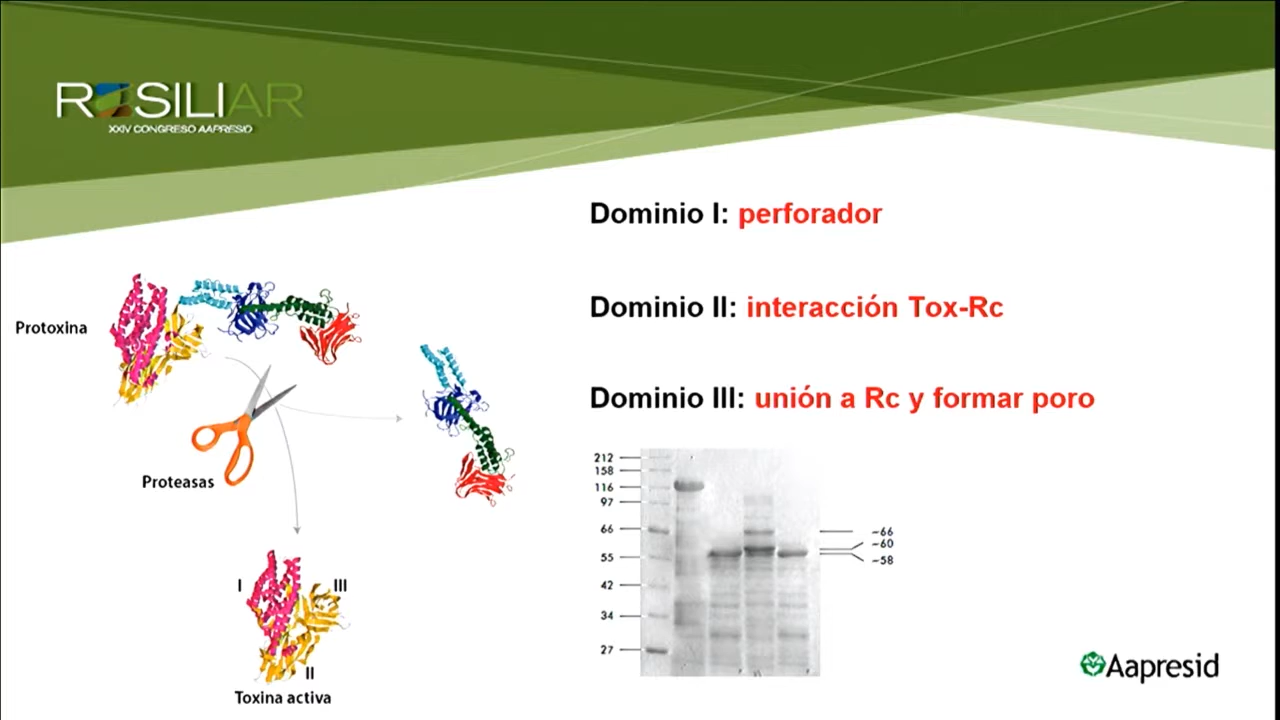 ROSILIAR
XXIV CONGRESO AAPRESID
Dominio I: perforador
Dominio II: interacción Tox-Rc
Dominio III: unión a Rc y formar poro
Protoxina
Proteasas
I
III
II
Toxina activa
212
158
116
97
66
55
42
34
27
~66
~60
~58
Aapresid